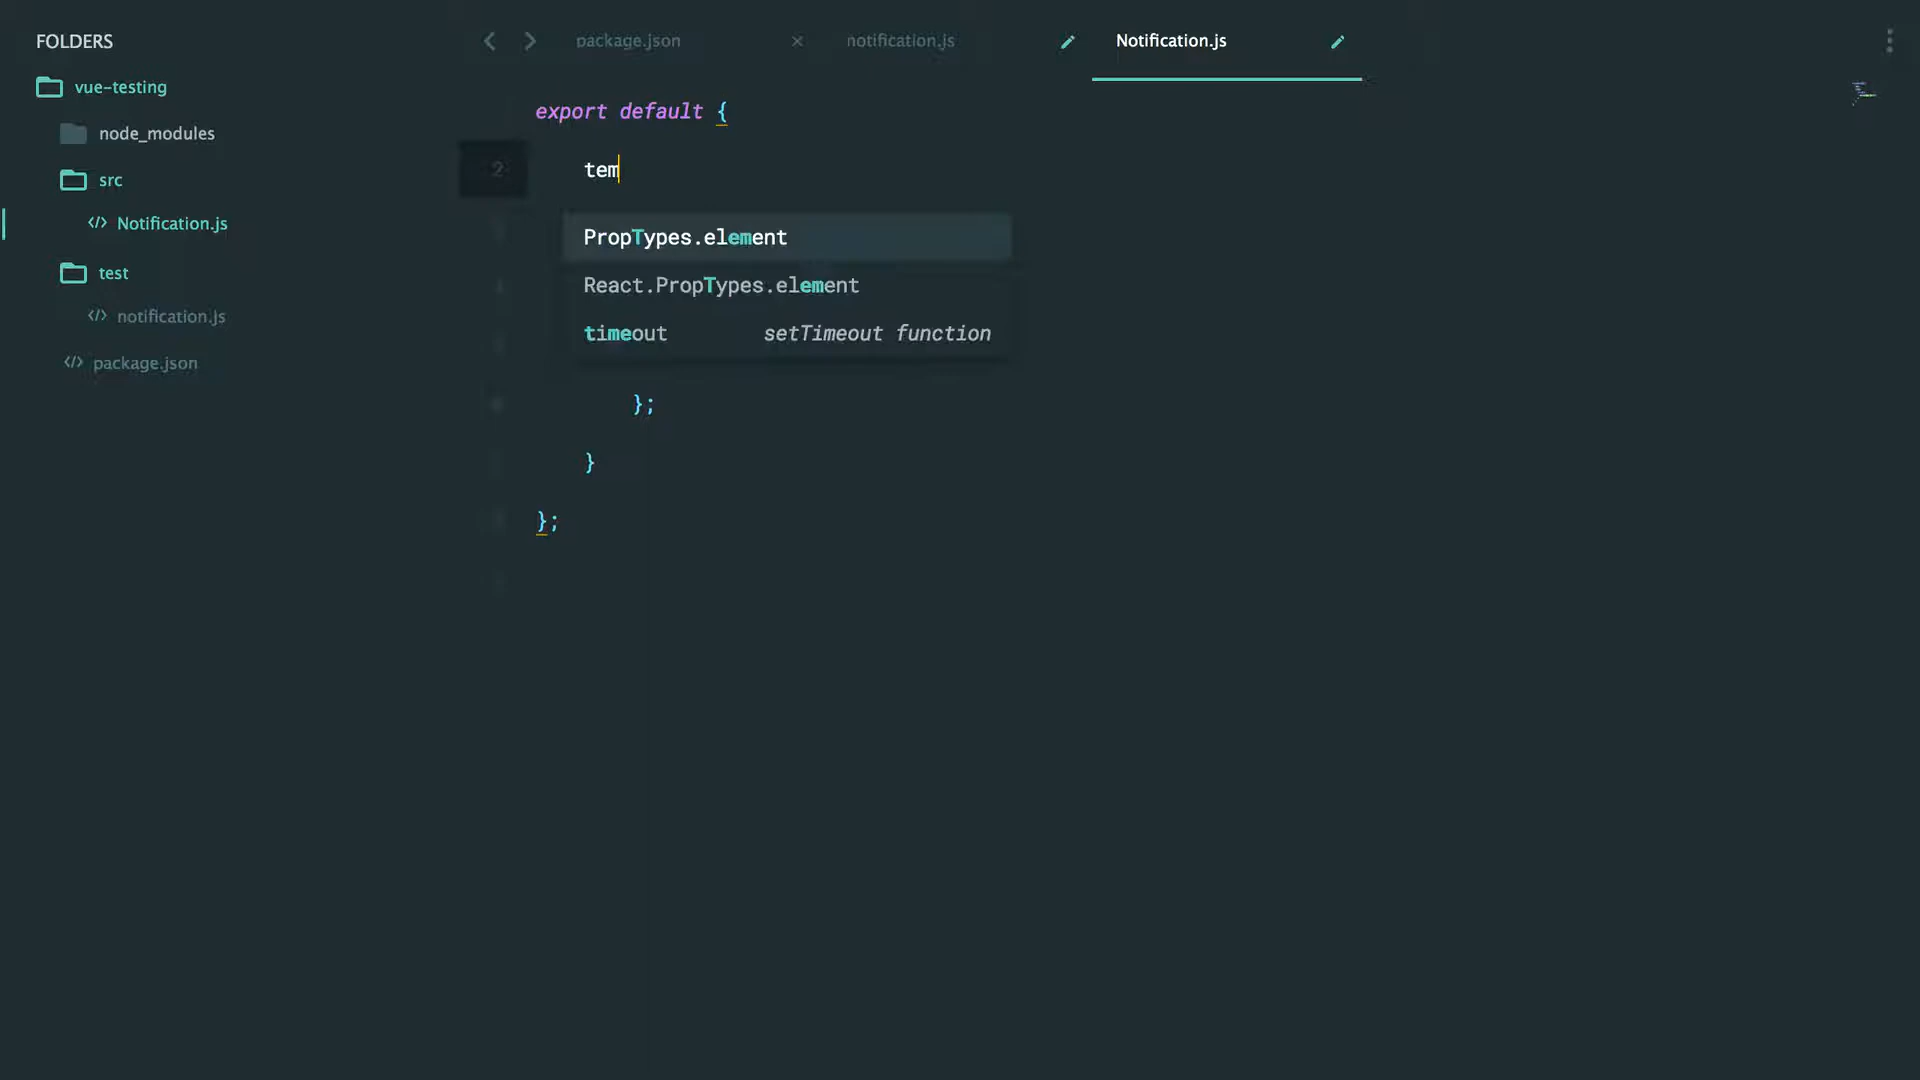 FOLDERS
vue-testing
node_modules
src
</> Notification.js
test
</> notification.js
</> package.json
package.json
notification.js
Notification.js
export default {
2
tem
PropTypes.element
React.PropTypes.element
timeout setTimeout function
};
}
};